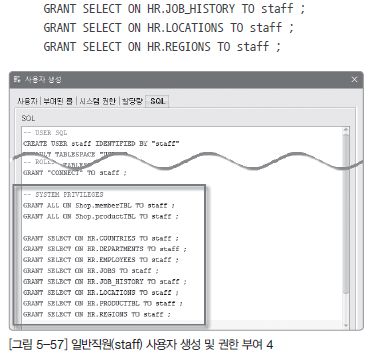 GRANT SELECT ON HR.JOB_HISTORY TO staff ;
GRANT SELECT ON HR.LOCATIONS TO staff ;
GRANT SELECT ON HR.REGIONS TO staff ;
사용자 생성
사용자 부여된 롤 시스템 권한 할당량 SQL
SQL
-- USER SQL
CREATE USER staff IDENTIFIED BY "staff"
TABLESPACE
GRANT "CONNECT" TO staff ;
-- SYSTEM PRIVILEGES
GRANT ALL ON Shop.memberTBL TO staff ;
GRANT ALL ON Shop.productTBL TO staff ;
GRANT SELECT ON HR.COUNTRIES TO staff ;
GRANT SELECT ON HR.DEPARTMENTS TO staff ;
GRANT SELECT ON HR.EMPLOYEES TO staff ;
GRANT SELECT ON HR.JOBS TO staff ;
GRANT SELECT ON HR.JOB_HISTORY TO staff ;
GRANT SELECT ON HR.LOCATIONS TO staff ;
GRANT SELECT ON HR.PRODUCTTBL TO staff ;
GRANT SELECT ON HR.REGIONS TO staff ;
[그림 5-57] 일반직원(staff) 사용자 생성 및 권한 부여 4